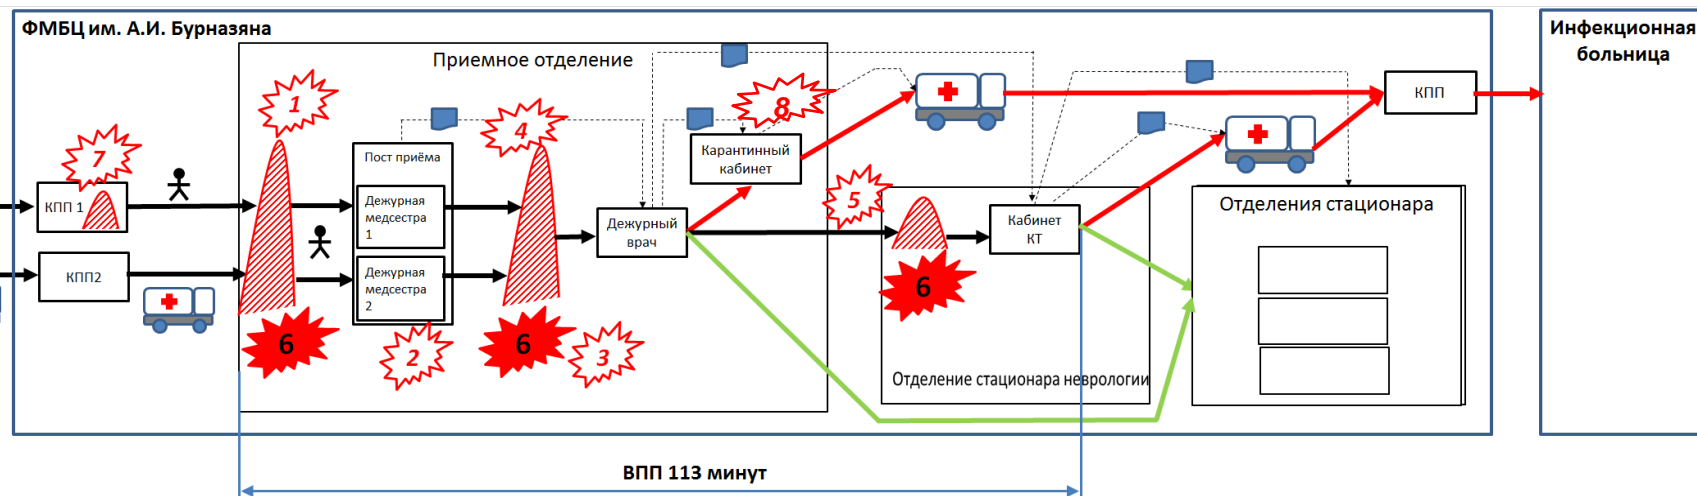 ФМБЦ им. А.И. Бурназяна
Инфекционная
больница
Приемное отделение
1
4
8
КПП
7
Пост приёма
Карантинный
кабинет
КПП 1
Дежурная
медсестра
1
5
Отделения стационара
Дежурный
врач
Кабинет
КТ
КПП2
Дежурная
медсестра
2
6
6
6
2
3
Отделение стационара неврологии
ВПП 113 минут